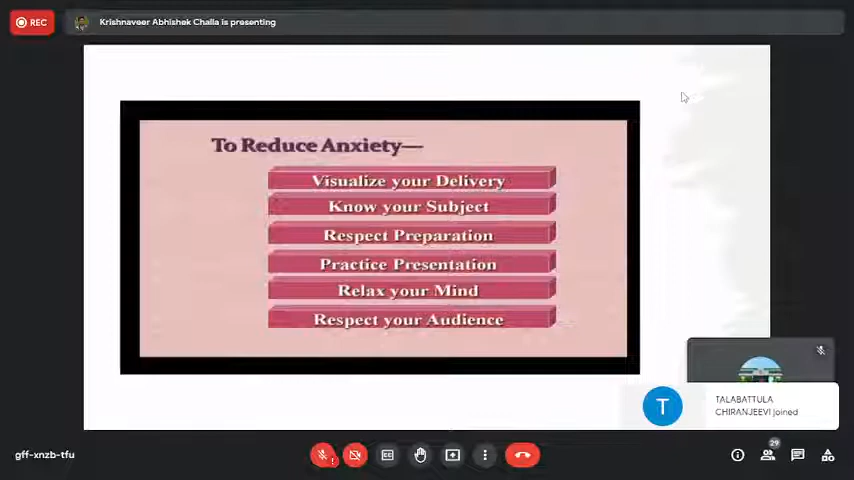 REC
Krishnaveer Abhishek Challa is presenting
To Reduce Anxiety—
Visualize your Delivery
Know your Subject
Respect Preparation
Practice Presentation
Relax your Mind
Respect your Audience
T
TALABATTULA
CHIRANJEEVI joined
gff-xnzb-tfu
29